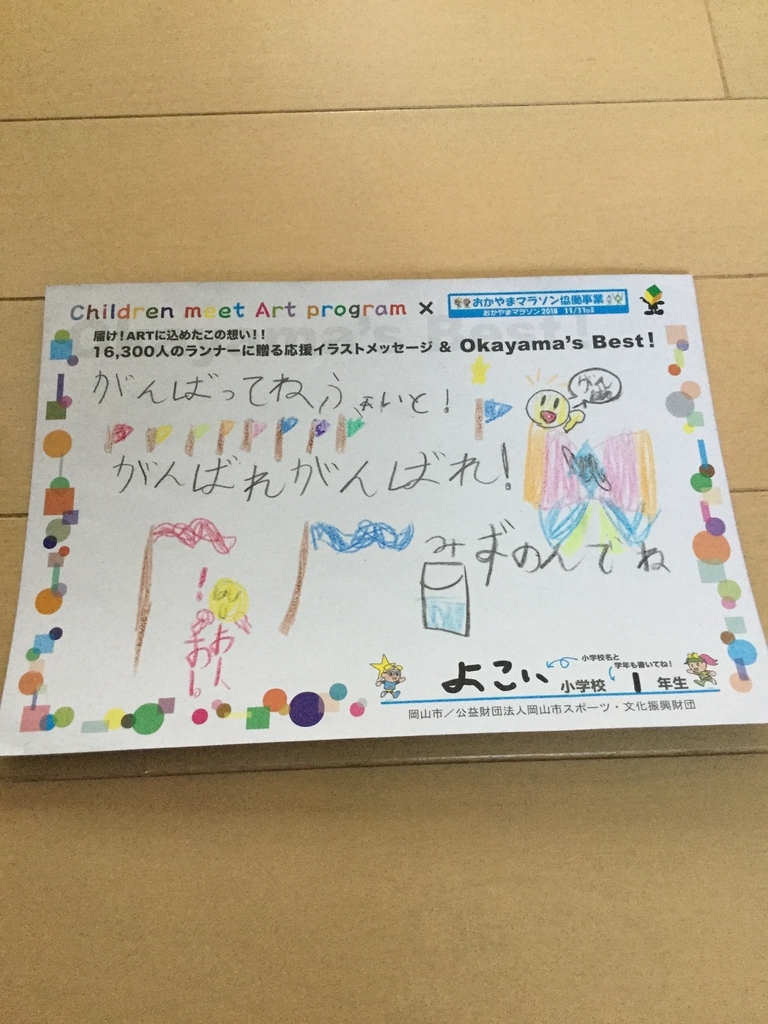 Children meet Art program × おかやまマラソン協働事業
おかやまマラソン2018 11/11
届け!ARTに込めたこの想い!!
16,300人のランナーに贈る応援イラストメッセージ & Okayama's Best!
がんばってねふぁいと!
がんばれがんばれ!
みずのんでね
よこい 小学校 1 年生
小学校名と
学年も書いてね!
岡山市/公益財団法人岡山市スポーツ・文化振興財団